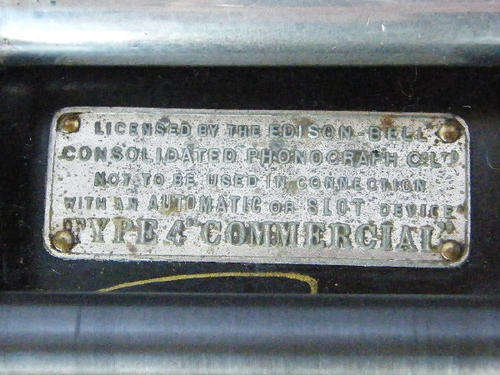 LICENSED BY THE EDISON-BELL
CONSOLIDATED PHONOGRAPH Co LTD
NOT TO BE USED IN CONNECTION
WITH AN AUTOMATIC OR SLOT DEVICE
TYPE 4 "COMMERCIAL"